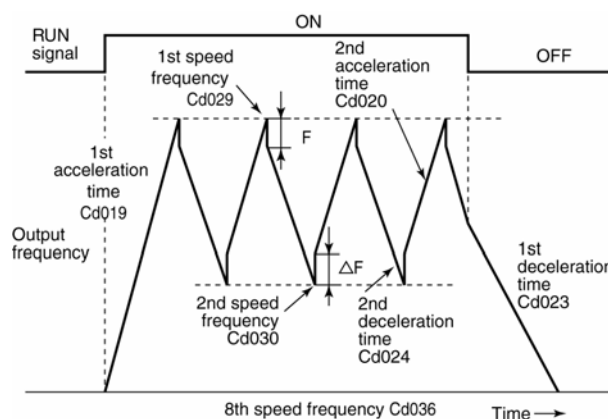 ON
RUN
signal
OFF
1st speed
frequency
Cd029
2nd
acceleration
time
Cd020
F
1st
acceleration
time
Cd019
Output
frequency
△F
2nd speed
frequency
Cd030
2nd
deceleration
time
Cd024
1st
deceleration
time
Cd023
8th speed frequency Cd036
Time